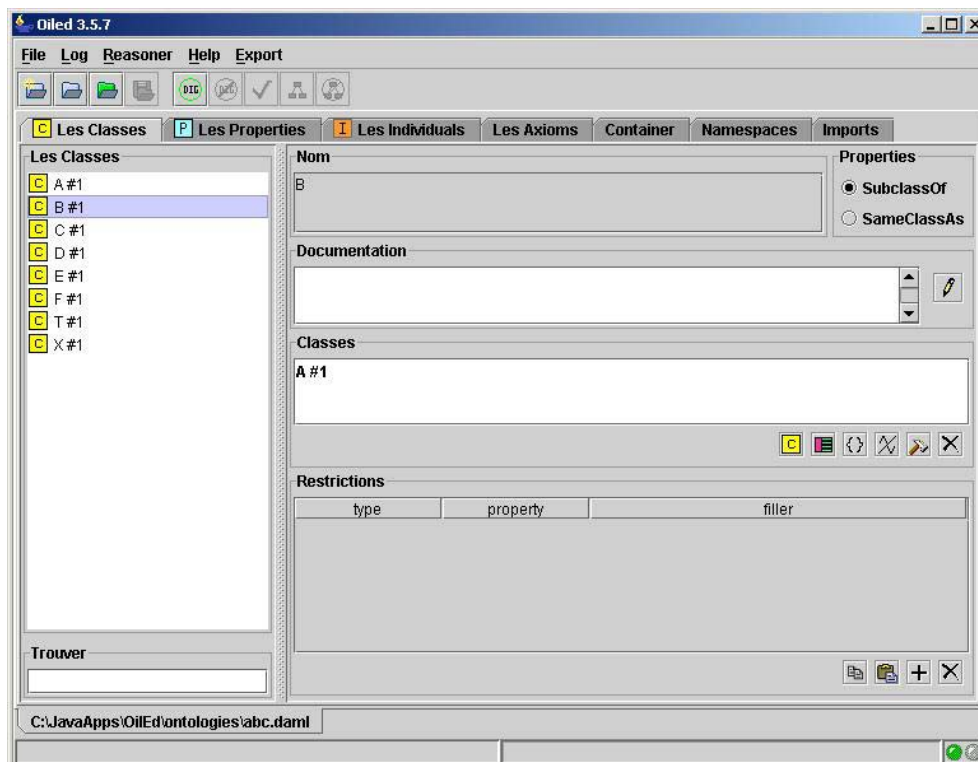 Oiled 3.5.7
File Log Reasoner Help Export
DIG DIG
C Les Classes P Les Properties I Les Individuals Les Axioms Container Namespaces Imports
Les Classes
C A #1
C B #1
C C #1
C D #1
C E #1
C F #1
C T #1
C X #1
Trouver
Nom
B
Properties
SubclassOf
SameClassAs
Documentation
Classes
A #1
C {}
Restrictions
type property filler
C:\JavaApps\OilEd\ontologies\abc.daml